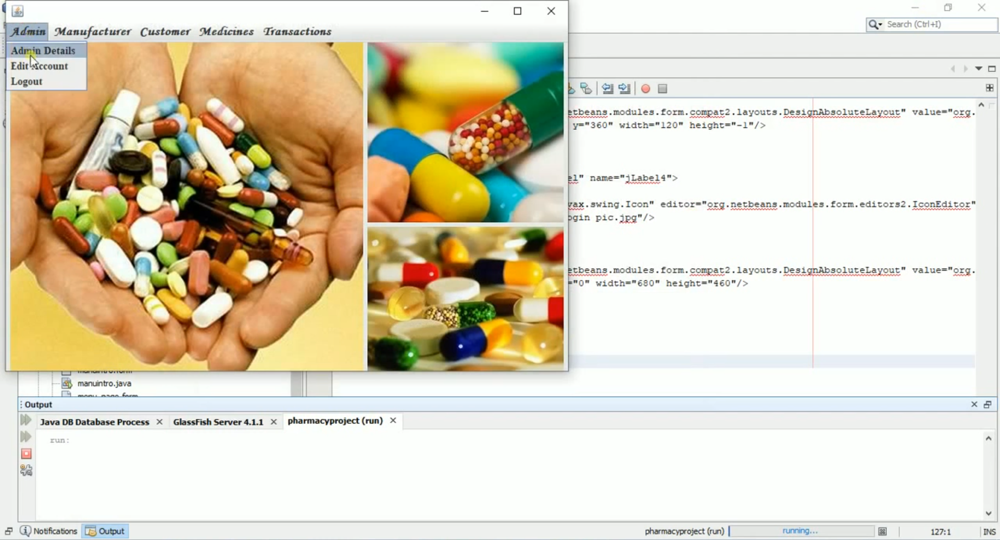 Admin Manufacturer Customer Medicines Transactions
Admin Details
Edit Account
Logout
Search (Ctrl+I)
etbeans.modules.form.compat2.layouts.DesignAbsoluteLayout" value="org.
y="360" width="120" height="-1"/>
el" name="jLabel4">
vax.swing.Icon" editor="org.netbeans.modules.form.editors2.IconEditor"
ogin pic.jpg"/>
etbeans.modules.form.compat2.layouts.DesignAbsoluteLayout" value="org.
="0" width="680" height="460"/>
manuintro.form
manuintro.java
menu_page.form
Output
Java DB Database Process GlassFish Server 4.1.1 pharmacyproject (run)
run:
Notifications Output pharmacyproject (run) running... 127:1 INS